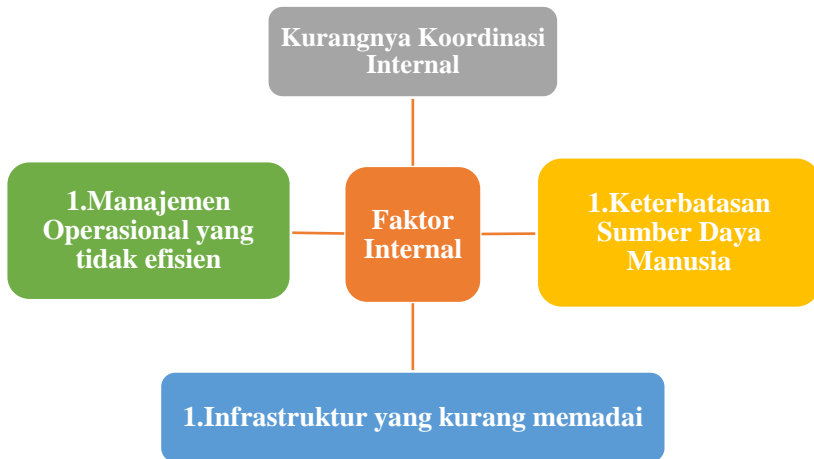 Kurangnya Koordinasi
Internal
1.Manajemen
Operasional yang
tidak efisien
Faktor
Internal
1.Keterbatasan
Sumber Daya
Manusia
1.Infrastruktur yang kurang memadai